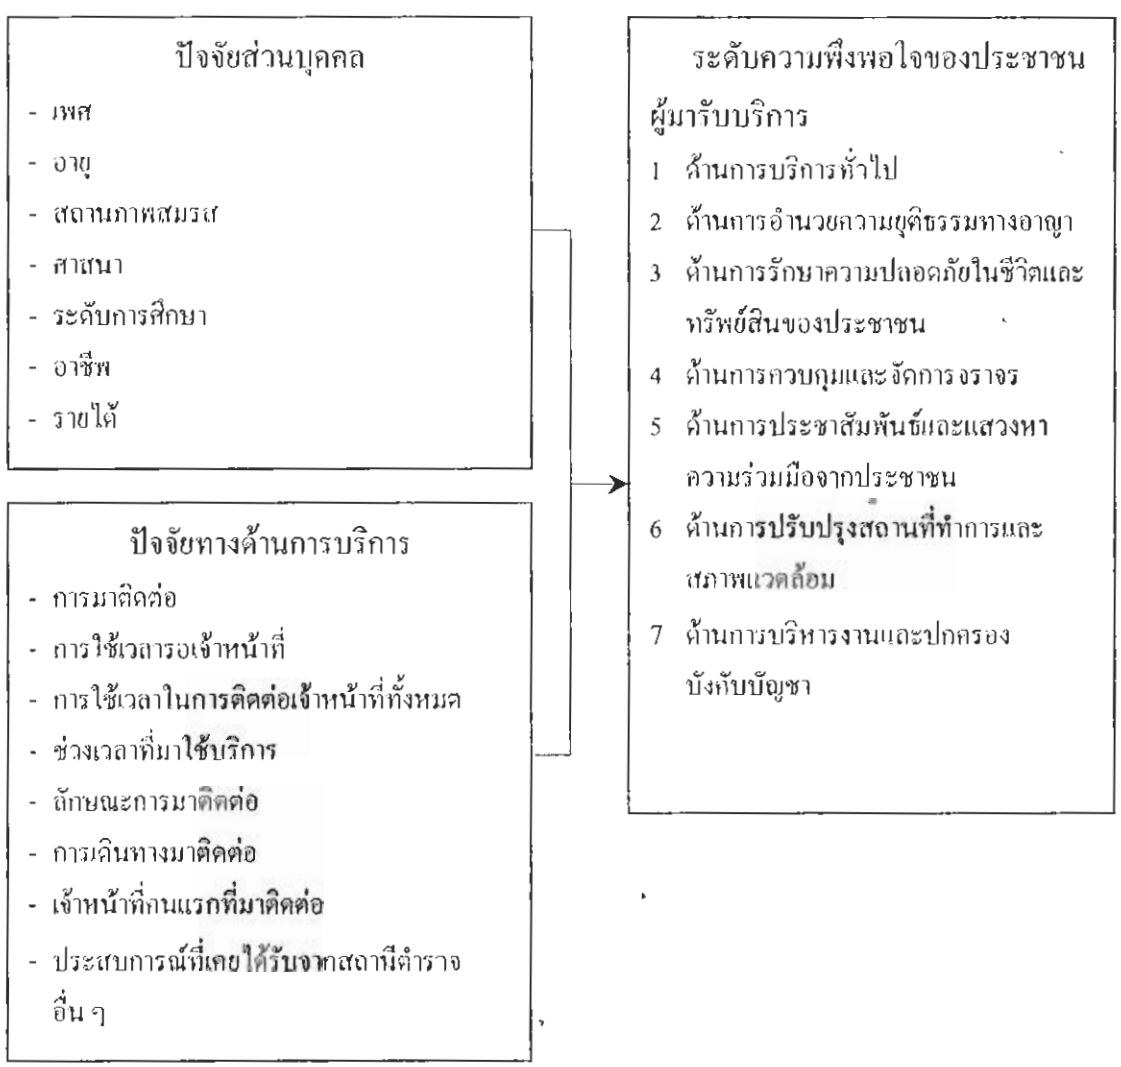 ปัจจัยส่วนบุคคล
- เพศ
- อายุ
- สถานภาพสมรส
- ศาสนา
- ระดับการศึกษา
- อาชีพ
- รายได้
ปัจจัยทางด้านการบริการ
- การมาติดต่อ
- การใช้เวลารอเจ้าหน้าที่
- การใช้เวลาในการติดต่อเจ้าหน้าที่ทั้งหมด
- ช่วงเวลาที่มาใช้บริการ
- ลักษณะการมาติดต่อ
- การเดินทางมาติดต่อ
- เจ้าหน้าที่คนแรกที่มาติดต่อ
- ประสบการณ์ที่เคยได้รับจากสถานีตำรวจ
อื่น ๆ
ระดับความพึงพอใจของประชาชน
ผู้มารับบริการ
1 ด้านการบริการทั่วไป
2 ด้านการอำนวยความยุติธรรมทางอาญา
3 ด้านการรักษาความปลอดภัยในชีวิตและ
ทรัพย์สินของประชาชน
4 ด้านการควบคุมและจัดการจราจร
5 ด้านการประชาสัมพันธ์และแสวงหา
ความร่วมมือจากประชาชน
6 ด้านการปรับปรุงสถานที่ทำการและ
สภาพแวดล้อม
7 ด้านการบริหารงานและปกครอง
บังคับบัญชา